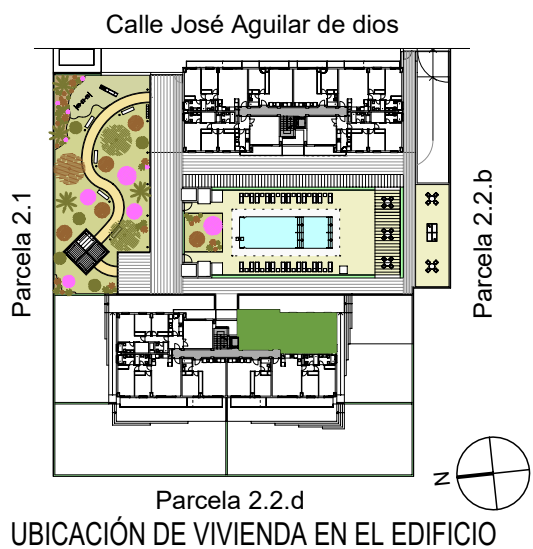 Calle José Aguilar de dios
Parcela 2.1
Parcela 2.2.b
N
Parcela 2.2.d
UBICACIÓN DE VIVIENDA EN EL EDIFICIO